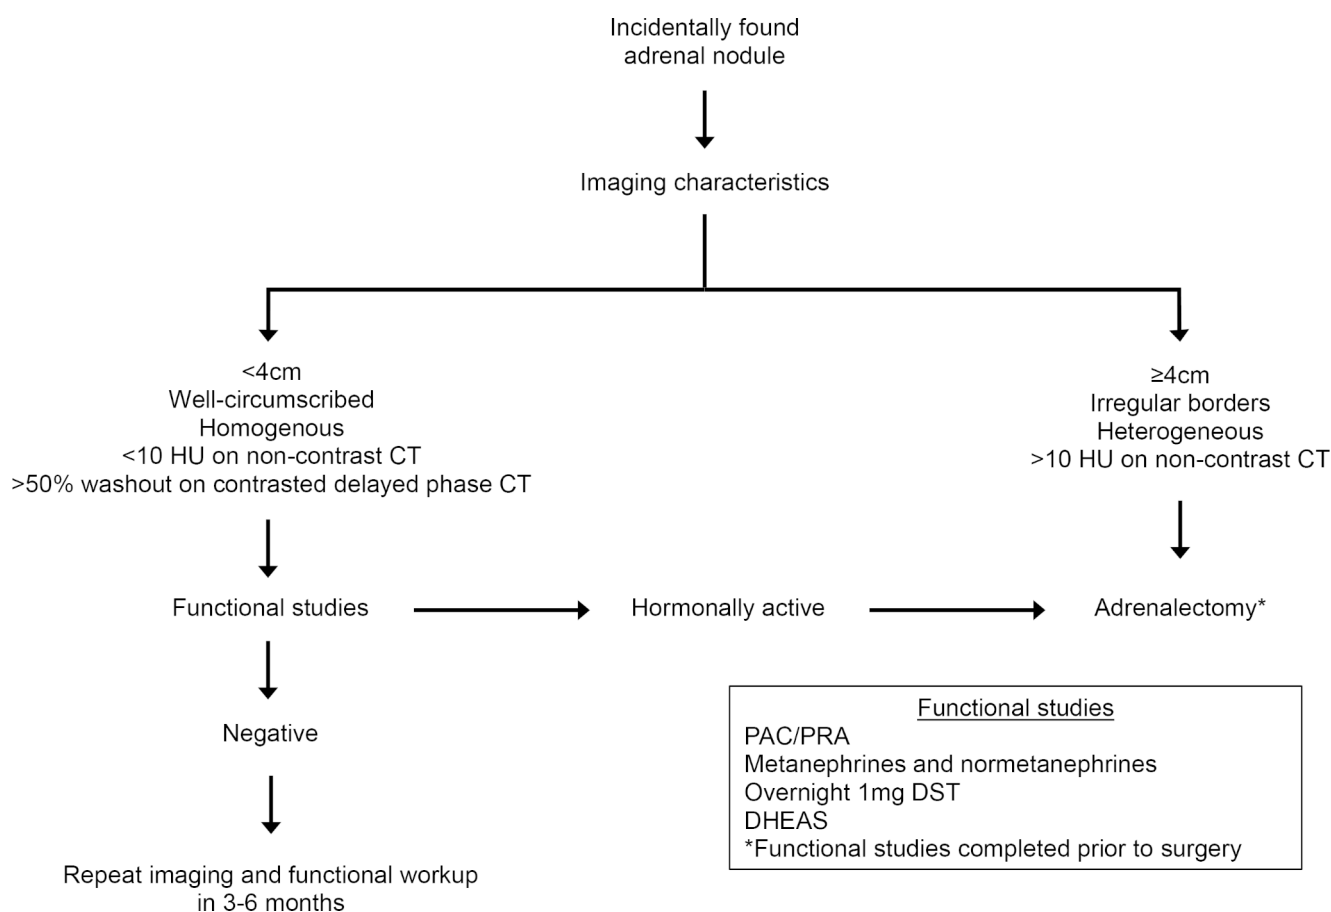 Incidentally found
adrenal nodule
Imaging characteristics
<4cm
Well-circumscribed
Homogenous
<10 HU on non-contrast CT
>50% washout on contrasted delayed phase CT
≥4cm
Irregular borders
Heterogeneous
>10 HU on non-contrast CT
Functional studies
Hormonally active
Adrenalectomy*
Negative
Repeat imaging and functional workup
in 3-6 months
Functional studies
PAC/PRA
Metanephrines and normetanephrines
Overnight 1mg DST
DHEAS
*Functional studies completed prior to surgery